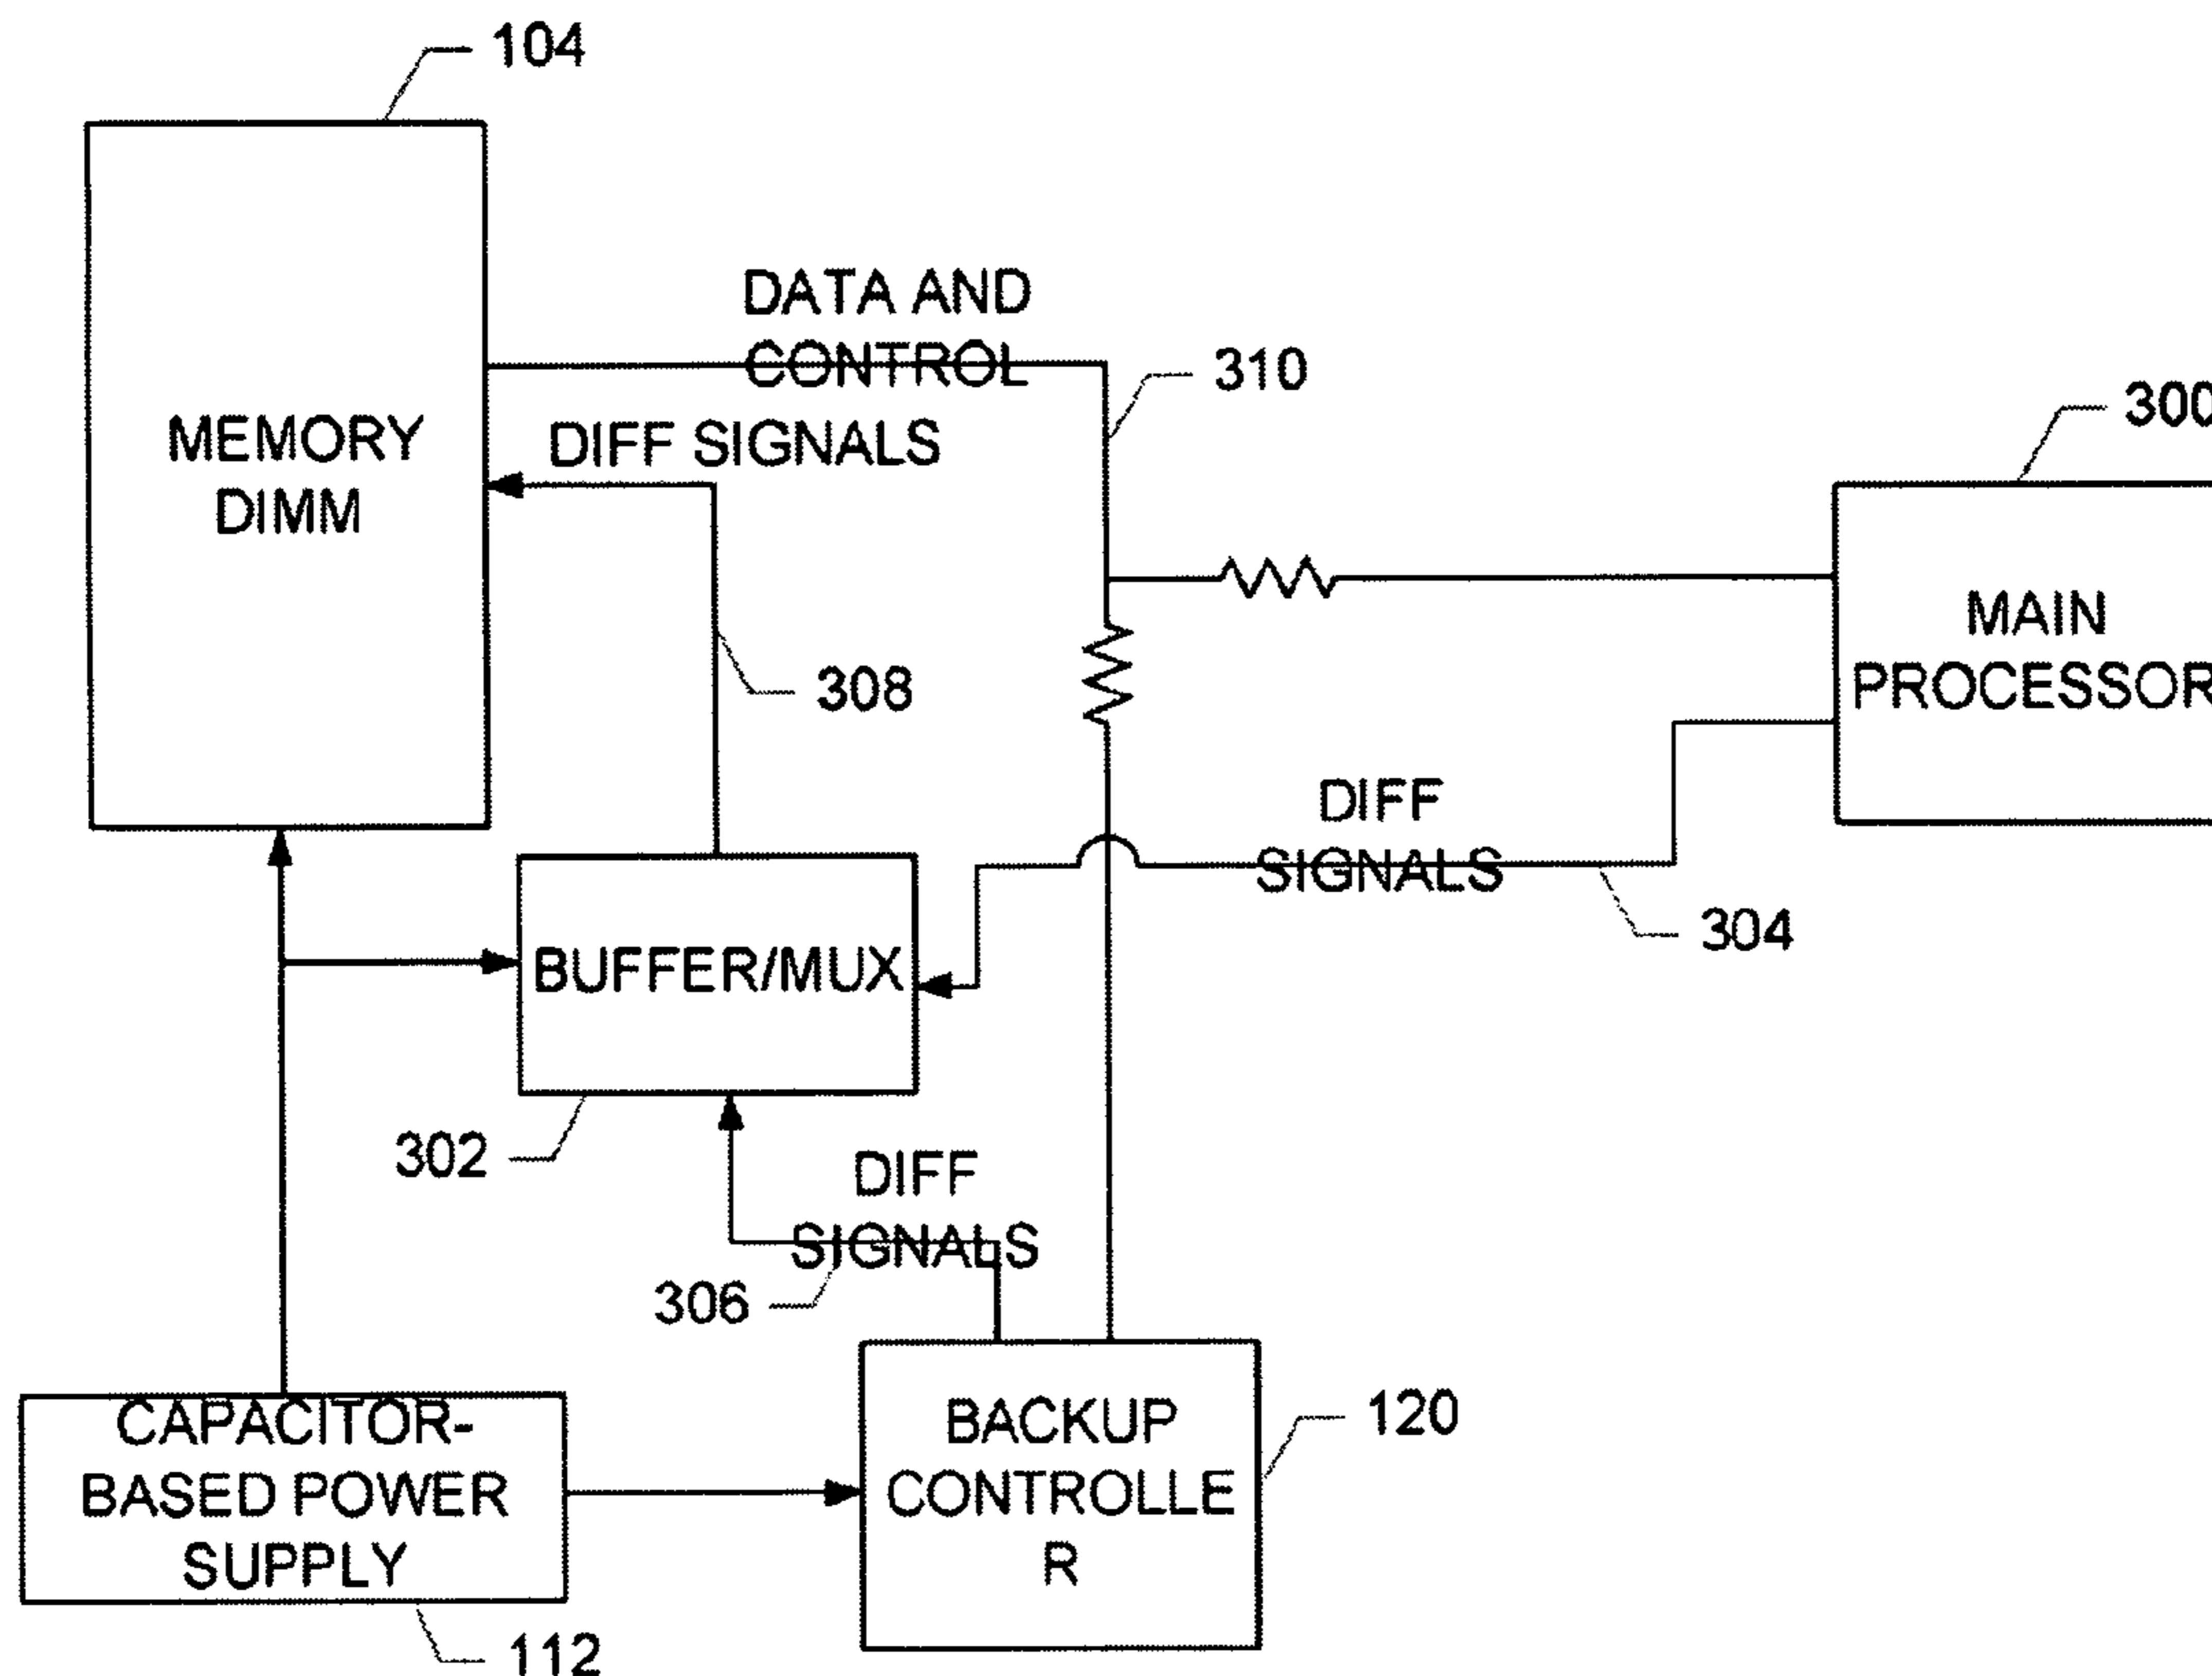 104
DATA AND
CONTROL
310
300
MEMORY
DIMM
DIFF SIGNALS
MAIN
PROCESSOR
308
DIFF
SIGNALS
304
BUFFER/MUX
302
DIFF
SIGNALS
306
CAPACITOR-
BASED POWER
SUPPLY
BACKUP
CONTROLLE
R
120
112